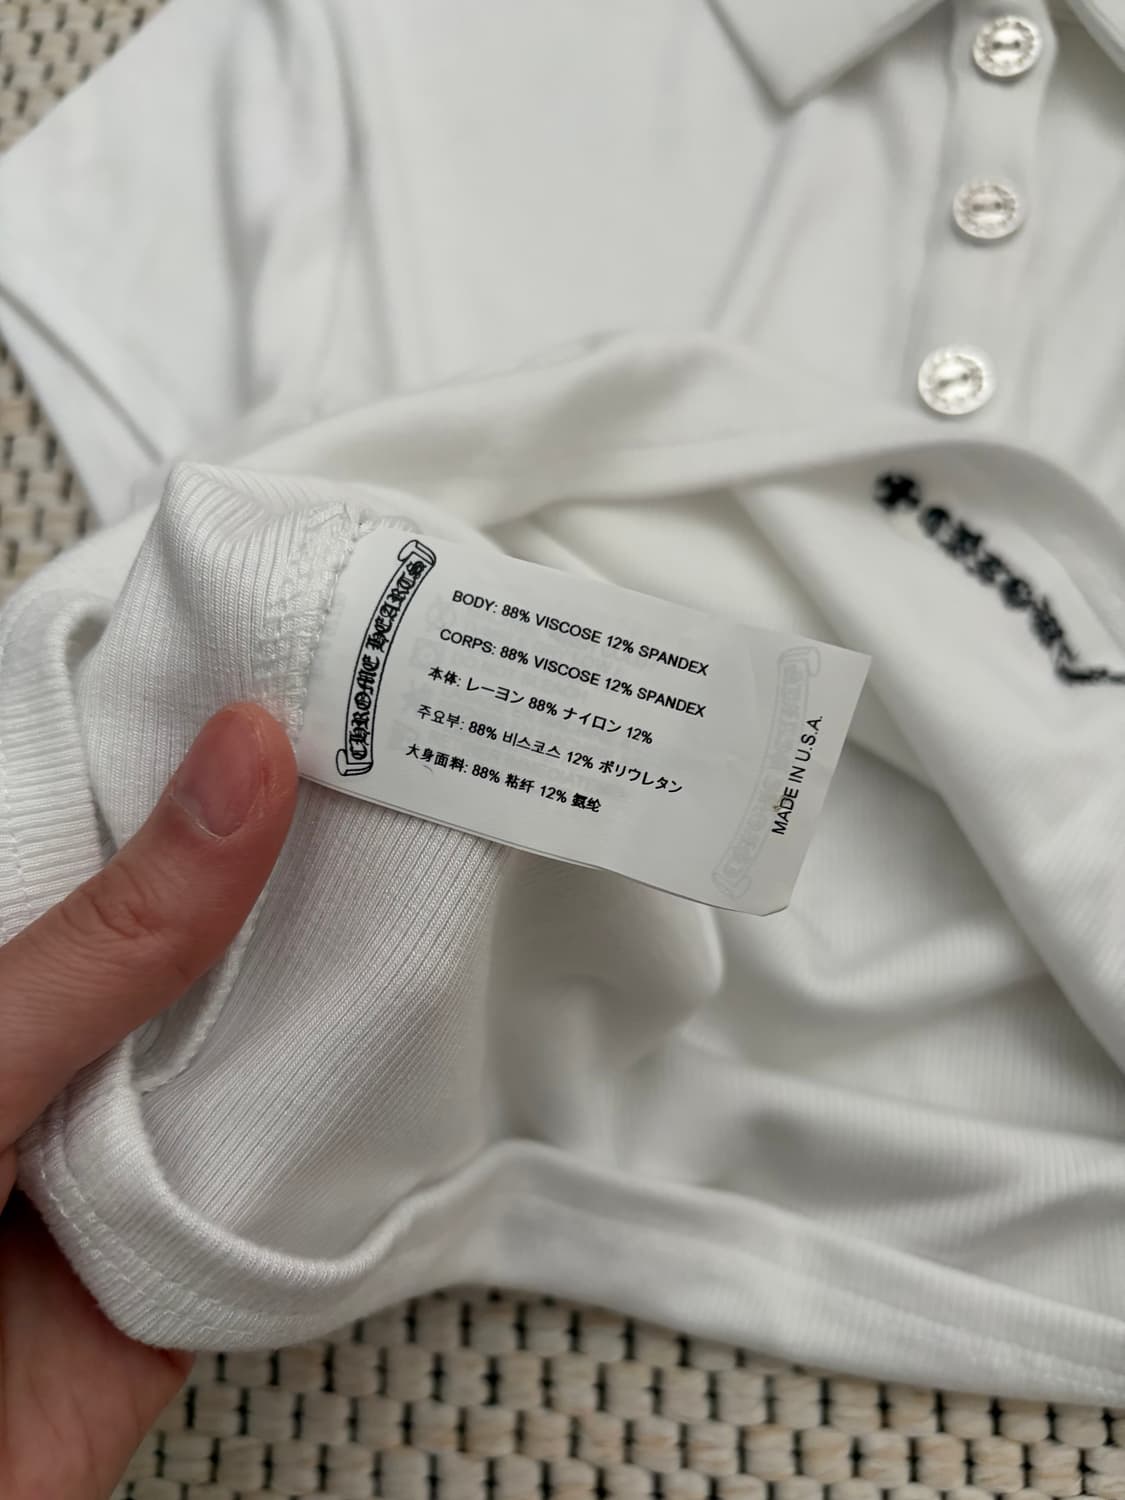 CHROME HEARTS
BODY: 88% VISCOSE 12% SPANDEX
CORPS: 88% VISCOSE 12% SPANDEX
本体: レーヨン 88% ナイロン 12%
주요부: 88% 비스코스 12% ポリウレタン
大身面料: 88% 粘纤 12% 氨纶
MADE IN U.S.A.